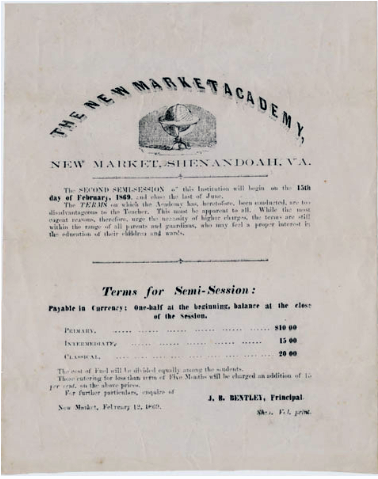 THE NEW MARKET ACADEMY,
NEW MARKET, SHENANDOAH, VA.
The SECOND SEMI-SESSION of this Institution will begin on the 15th
day of February, 1869, and close the last of June.
The TERMS on which the Academy has, heretofore, been conducted, are too
disadvantageous to the Teacher. This must be apparent to all. While the most
cogent reasons, therefore, urge the necessity of higher charges, the terms are still
within the range of all parents and guardians, who may feel a proper interest in
the education of their children and wards.
Terms for Semi-Session:
Payable in Currency: One-half at the beginning, balance at the close
of the Session.
PRIMARY, $10 00
INTERMEDIATE, 15 00
CLASSICAL, 20 00
The cost of Fuel will be divided equally among the students.
Those entering for less than term of Five Months will be charged an addition of 15
per cent. on the above prices.
For further particulars, enquire of
J. B. BENTLEY, Principal.
New Market, February 12, 1869.
Shen. Val. print.